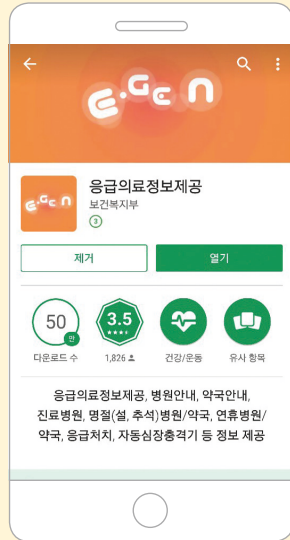 E-GEN
E-GEN
응급의료정보제공
보건복지부
3
제거
열기
50
만
3.5
다운로드 수
1,826
건강/운동
유사 항목
응급의료정보제공, 병원안내, 약국안내,
진료병원, 명절(설, 추석)병원/약국, 연휴병원/
약국, 응급처치, 자동심장충격기 등 정보 제공